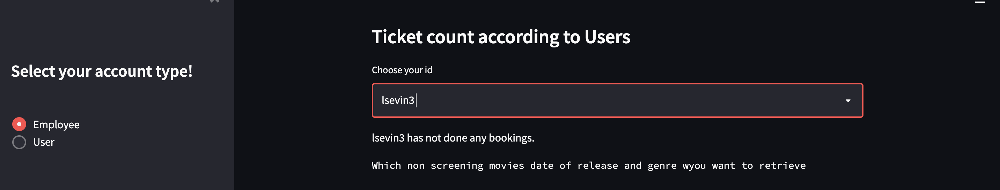 Select your account type!
Employee
User
Ticket count according to Users
Choose your id
lsevin3
lsevin3 has not done any bookings.
Which non screening movies date of release and genre wyou want to retrieve